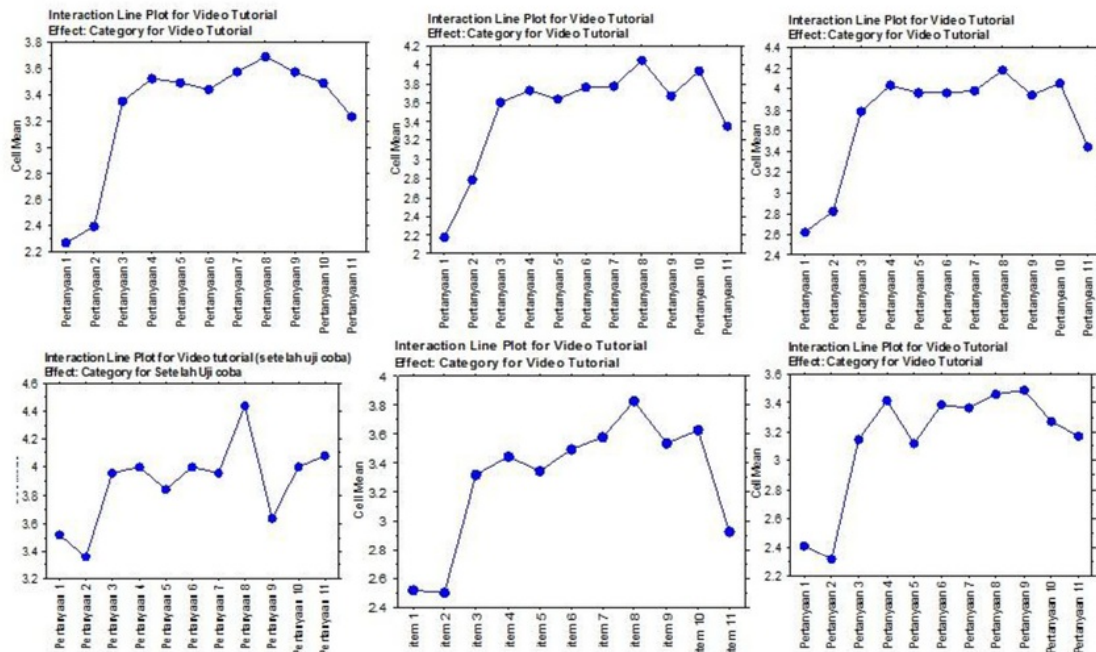 Interaction Line Plot for Video Tutorial
Effect: Category for Video Tutorial
3.8
3.6
3.4
3.2
3
2.8
2.6
2.4
2.2
Cell Mean
Pertanyaan 1
Pertanyaan 2
Pertanyaan 3
Pertanyaan 4
Pertanyaan 5
Pertanyaan 6
Pertanyaan 7
Pertanyaan 8
Pertanyaan 9
Pertanyaan 10
Pertanyaan 11
Interaction Line Plot for Video Tutorial
Effect: Category for Video Tutorial
4.2
4
3.8
3.6
3.4
3.2
3
2.8
2.6
2.4
2.2
2
Cell Mean
Pertanyaan 1
Pertanyaan 2
Pertanyaan 3
Pertanyaan 4
Pertanyaan 5
Pertanyaan 6
Pertanyaan 7
Pertanyaan 8
Pertanyaan 9
Pertanyaan 10
Pertanyaan 11
Interaction Line Plot for Video Tutorial
Effect: Category for Video Tutorial
4.4
4.2
4
3.8
3.6
3.4
3.2
3
2.8
2.6
2.4
Cell Mean
Pertanyaan 1
Pertanyaan 2
Pertanyaan 3
Pertanyaan 4
Pertanyaan 5
Pertanyaan 6
Pertanyaan 7
Pertanyaan 8
Pertanyaan 9
Pertanyaan 10
Pertanyaan 11
Interaction Line Plot for Video tutorial (setelah uji coba)
Effect: Category for Setelah Uji coba
4.6
4.4
4.2
4
3.8
3.6
3.4
3.2
Pertanyaan 1
Pertanyaan 2
Pertanyaan 3
Pertanyaan 4
Pertanyaan 5
Pertanyaan 6
Pertanyaan 7
Pertanyaan 8
Pertanyaan 9
Pertanyaan 10
Pertanyaan 11
Interaction Line Plot for Video Tutorial
Effect: Category for Video Tutorial
4
3.8
3.6
3.4
3.2
3
2.8
2.6
2.4
Cell Mean
item 1
item 2
item 3
item 4
item 5
item 6
item 7
item 8
item 9
item 10
item 11
Interaction Line Plot for Video Tutorial
Effect: Category for Video Tutorial
3.6
3.4
3.2
3
2.8
2.6
2.4
2.2
Cell Mean
Pertanyaan 1
Pertanyaan 2
Pertanyaan 3
Pertanyaan 4
Pertanyaan 5
Pertanyaan 6
Pertanyaan 7
Pertanyaan 8
Pertanyaan 9
Pertanyaan 10
Pertanyaan 11